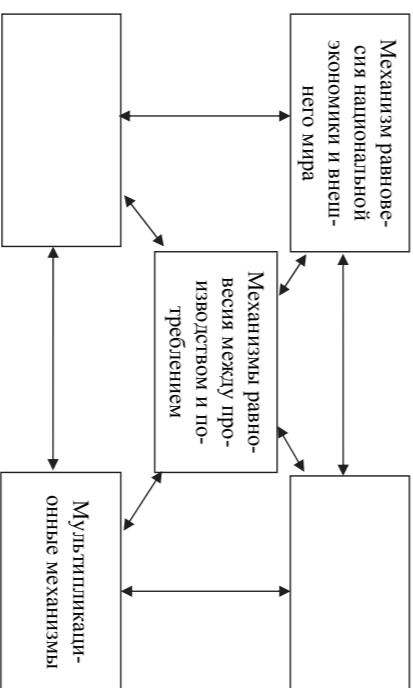 Механизм равнове-
сия национальной
экономики и внеш-
него мира
Механизмы равно-
весия между про-
изводством и по-
треблением
Мультипликаци-
онные механизмы